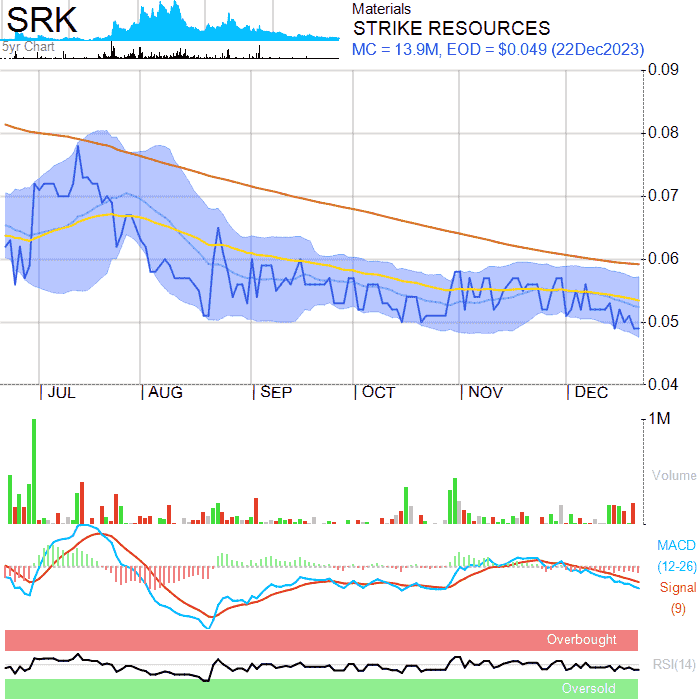 SRK
5yr Chart
Materials
STRIKE RESOURCES
MC = 13.9M, EOD = $0.049 (22Dec2023)
0.09
0.08
0.07
0.06
0.05
0.04
JUL AUG SEP OCT NOV DEC
1M
Volume
MACD
(12-26)
Signal
(9)
Overbought
RSI(14)
Oversold